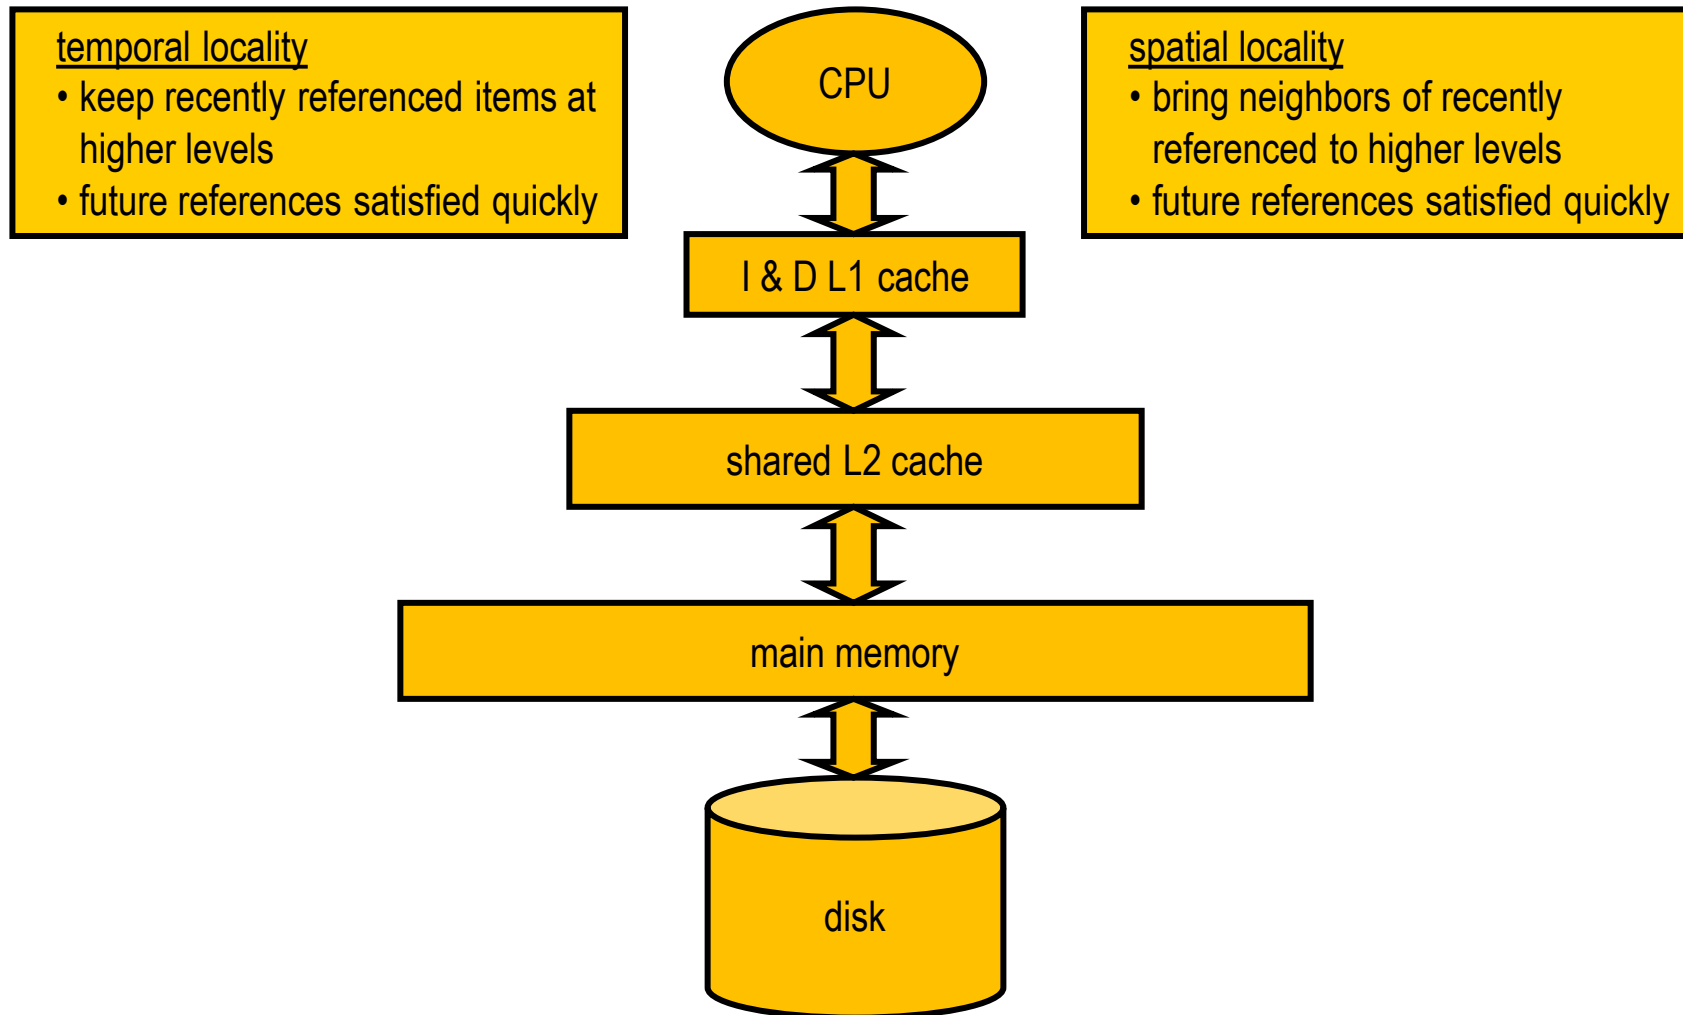 temporal locality
• keep recently referenced items at
higher levels
• future references satisfied quickly
CPU
spatial locality
• bring neighbors of recently
referenced to higher levels
• future references satisfied quickly
I & D L1 cache
shared L2 cache
main memory
disk